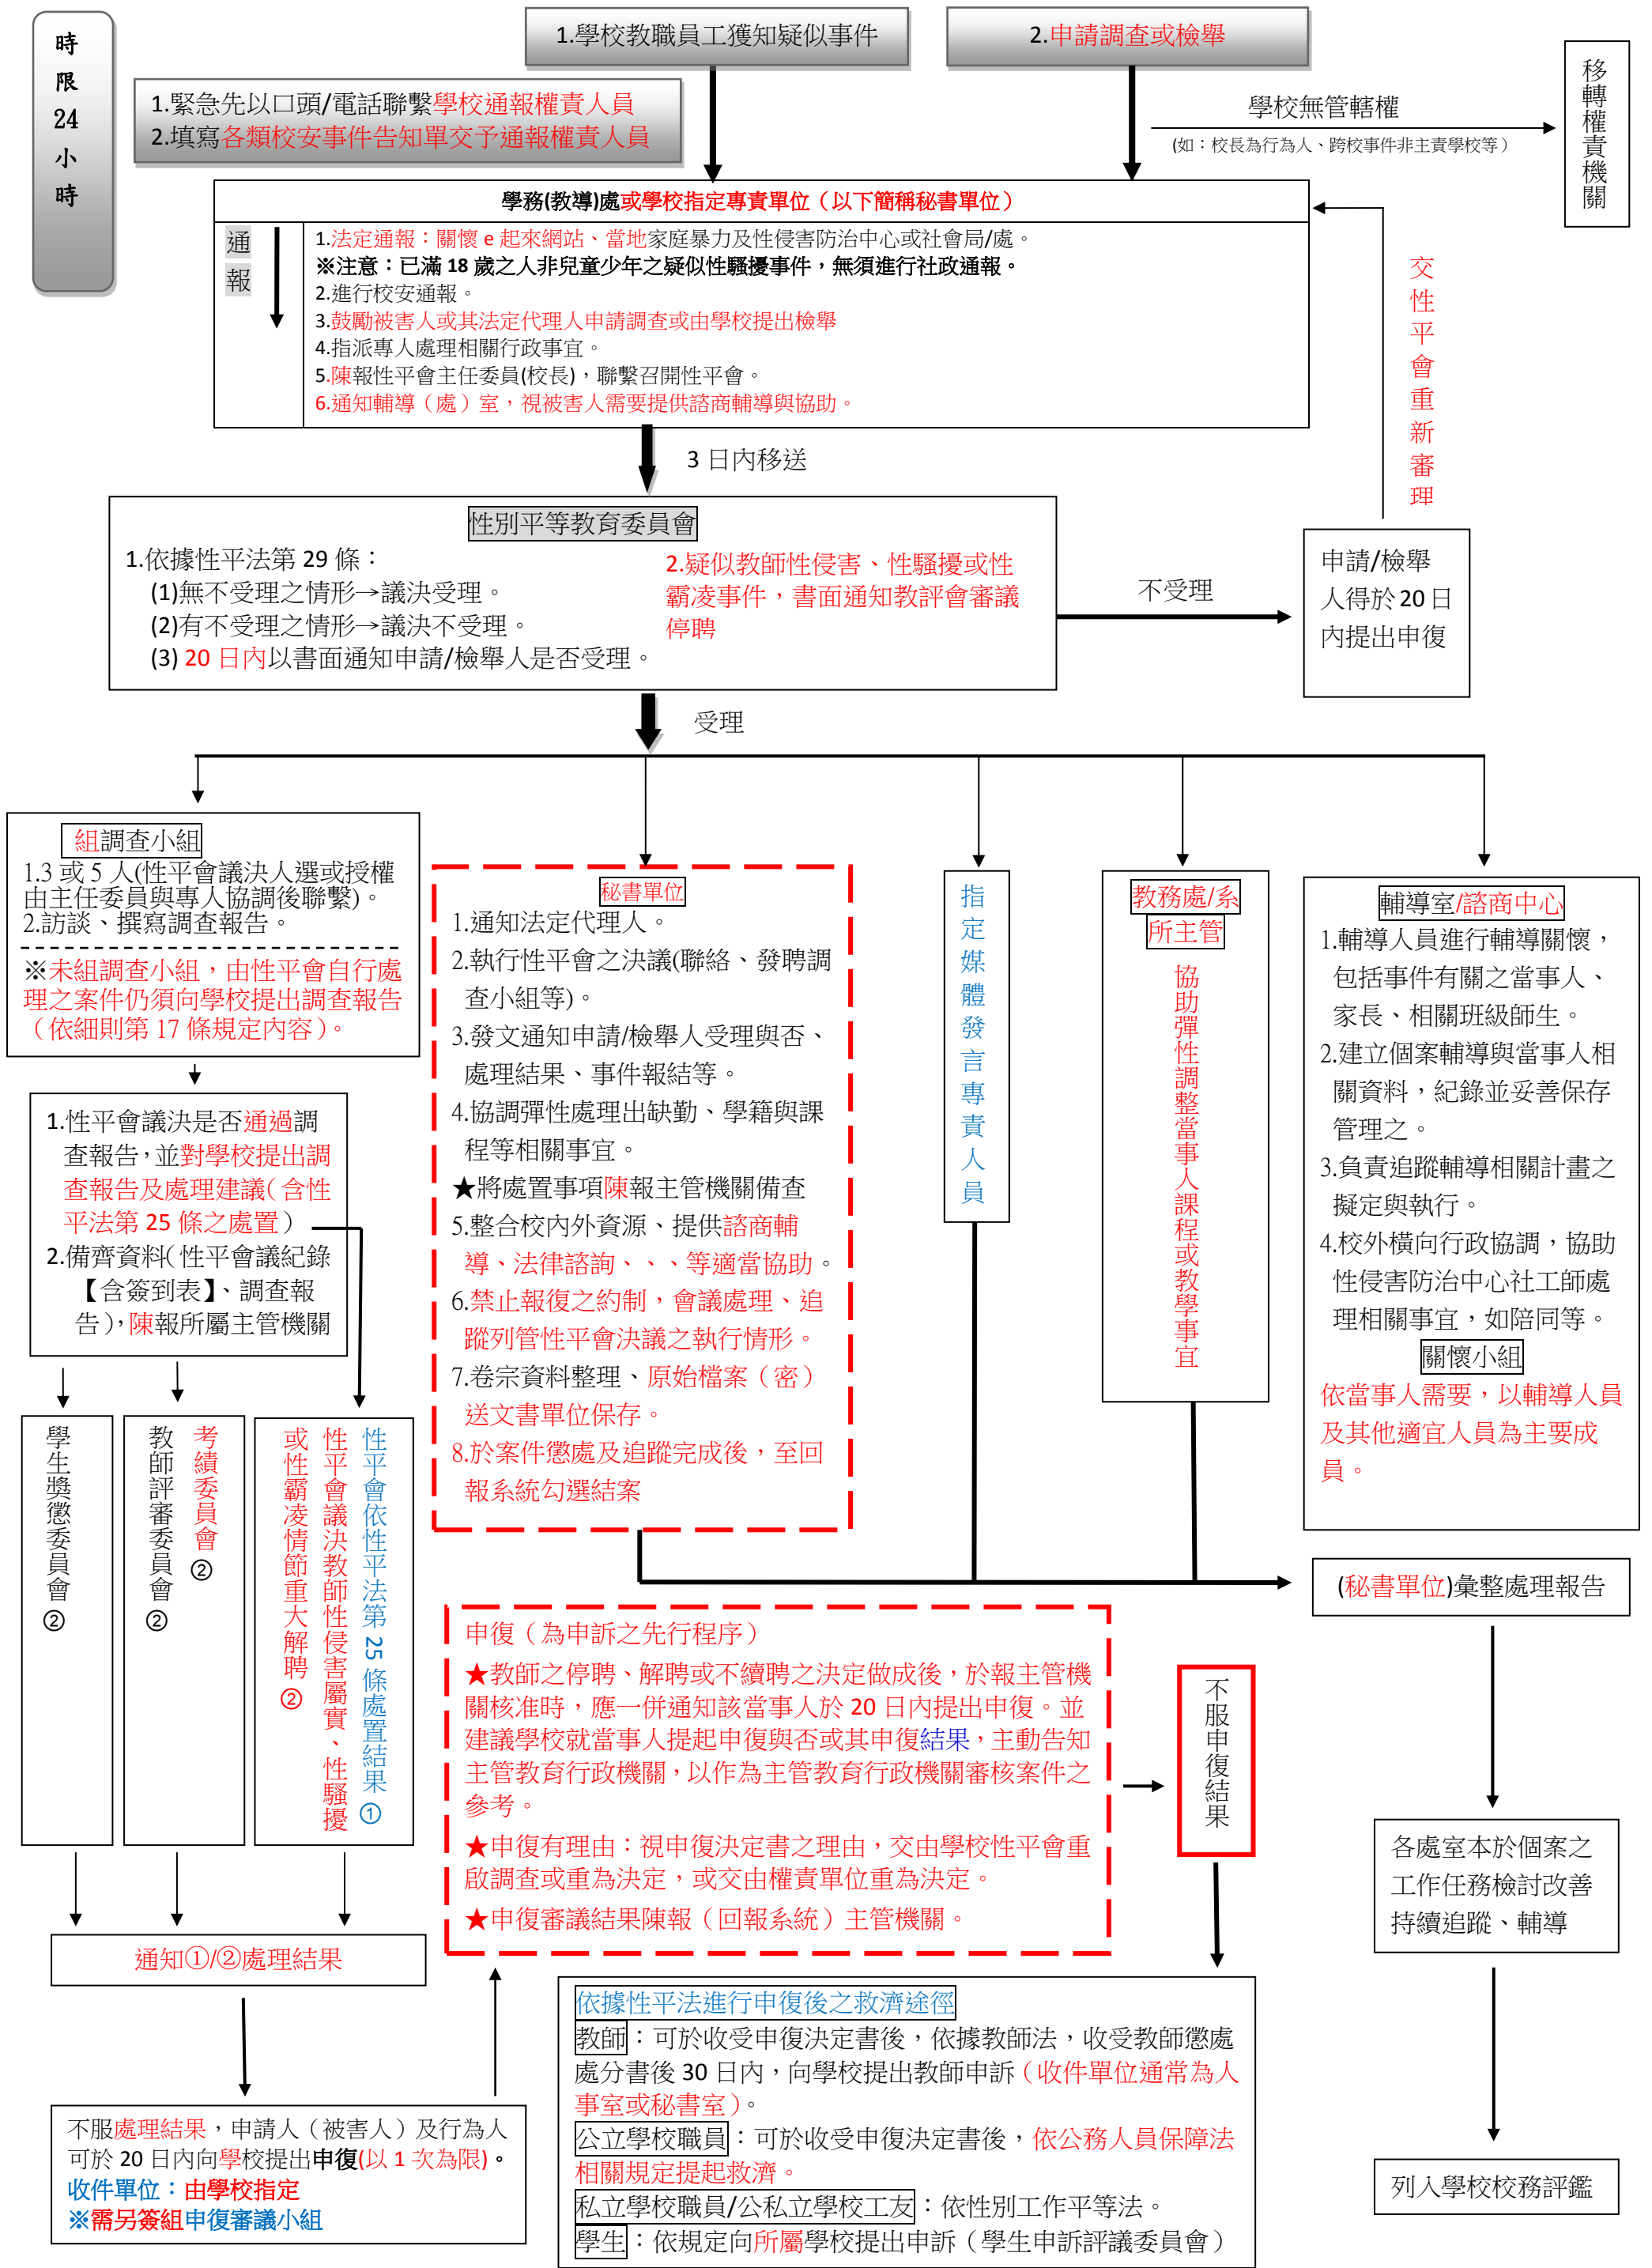 時
限
24
小
時
1.學校教職員工獲知疑似事件
2.申請調查或檢舉
移轉權責機關
1.緊急先以口頭/電話聯繫學校通報權責人員
2.填寫各類校安事件告知單交予通報權責人員
學校無管轄權
(如：校長為行為人、跨校事件非主責學校等）
學務(教導)處或學校指定專責單位（以下簡稱秘書單位）
通
報
1.法定通報：關懷 e 起來網站、當地家庭暴力及性侵害防治中心或社會局/處。
※注意：已滿 18 歲之人非兒童少年之疑似性騷擾事件，無須進行社政通報。
2.進行校安通報。
3.鼓勵被害人或其法定代理人申請調查或由學校提出檢舉
4.指派專人處理相關行政事宜。
5.陳報性平會主任委員(校長)，聯繫召開性平會。
6.通知輔導（處）室，視被害人需要提供諮商輔導與協助。
交性平會重新審理
3 日內移送
性別平等教育委員會
1.依據性平法第 29 條：
(1)無不受理之情形→議決受理。
(2)有不受理之情形→議決不受理。
(3) 20 日內以書面通知申請/檢舉人是否受理。
2.疑似教師性侵害、性騷擾或性
霸凌事件，書面通知教評會審議
停聘
不受理
申請/檢舉
人得於 20 日
內提出申復
受理
組調查小組
1.3 或 5 人(性平會議決人選或授權
由主任委員與專人協調後聯繫)。
2.訪談、撰寫調查報告。
※未組調查小組，由性平會自行處
理之案件仍須向學校提出調查報告
（依細則第 17 條規定內容）。
1.性平會議決是否通過調
查報告，並對學校提出調
查報告及處理建議（含性
平法第 25 條之處置）
2.備齊資料（性平會議紀錄
【含簽到表】、調查報
告），陳報所屬主管機關
學生獎懲委員會②
考績委員會②
教師評審委員會②
性平會依性平法第 25 條處置結果①
性平會議決教師性侵害屬實、性騷擾
或性霸凌情節重大解聘②
通知①/②處理結果
不服處理結果，申請人（被害人）及行為人
可於 20 日內向學校提出申復(以 1 次為限)。
收件單位：由學校指定
※需另簽組申復審議小組
秘書單位
1.通知法定代理人。
2.執行性平會之決議(聯絡、發聘調
查小組等)。
3.發文通知申請/檢舉人受理與否、
處理結果、事件報結等。
4.協調彈性處理出缺勤、學籍與課
程等相關事宜。
★將處置事項陳報主管機關備查
5.整合校內外資源、提供諮商輔
導、法律諮詢、、、等適當協助。
6.禁止報復之約制，會議處理、追
蹤列管性平會決議之執行情形。
7.卷宗資料整理、原始檔案（密）
送文書單位保存。
8.於案件懲處及追蹤完成後，至回
報系統勾選結案
指定媒體發言專責人員
教務處/系
所主管
協助彈性調整當事人課程或教學事宜
輔導室/諮商中心
1.輔導人員進行輔導關懷，
包括事件有關之當事人、
家長、相關班級師生。
2.建立個案輔導與當事人相
關資料，紀錄並妥善保存
管理之。
3.負責追蹤輔導相關計畫之
擬定與執行。
4.校外橫向行政協調，協助
性侵害防治中心社工師處
理相關事宜，如陪同等。
關懷小組
依當事人需要，以輔導人員
及其他適宜人員為主要成
員。
(秘書單位)彙整處理報告
申復（為申訴之先行程序）
★教師之停聘、解聘或不續聘之決定做成後，於報主管機
關核准時，應一併通知該當事人於 20 日內提出申復。並
建議學校就當事人提起申復與否或其申復結果，主動告知
主管教育行政機關，以作為主管教育行政機關審核案件之
參考。
★申復有理由：視申復決定書之理由，交由學校性平會重
啟調查或重為決定，或交由權責單位重為決定。
★申復審議結果陳報（回報系統）主管機關。
不服申復結果
各處室本於個案之
工作任務檢討改善
持續追蹤、輔導
依據性平法進行申復後之救濟途徑
教師：可於收受申復決定書後，依據教師法，收受教師懲處
處分書後 30 日內，向學校提出教師申訴（收件單位通常為人
事室或秘書室）。
公立學校職員：可於收受申復決定書後，依公務人員保障法
相關規定提起救濟。
私立學校職員/公私立學校工友：依性別工作平等法。
學生：依規定向所屬學校提出申訴（學生申訴評議委員會）
列入學校校務評鑑